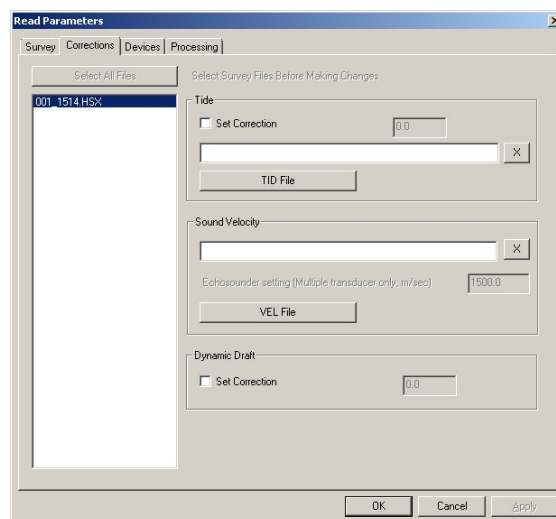 Read Parameters
Survey Corrections Devices Processing
Select All Files Select Survey Files Before Making Changes
001_1514.HSX
Tide
Set Correction 0.0
X
TID File
Sound Velocity
X
Echosounder setting (Multiple transducer only, m/sec) 1500.0
VEL File
Dynamic Draft
Set Correction 0.0
OK Cancel Apply